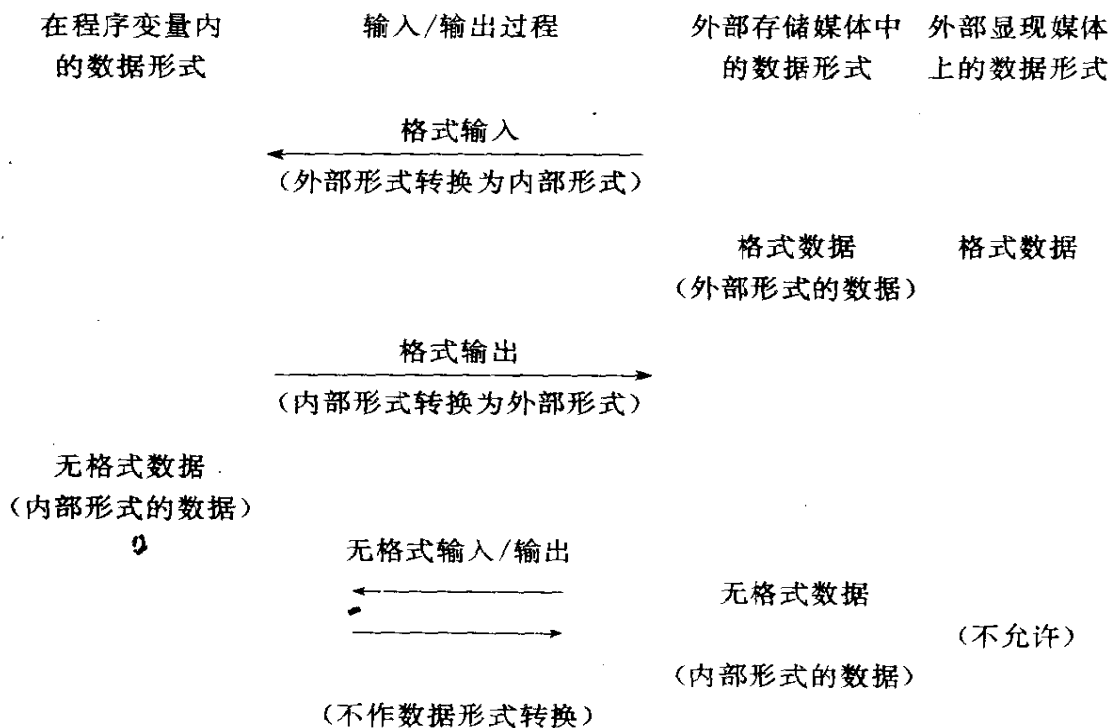 在程序变量内 输入/输出过程 外部存储媒体中 外部显现媒体
的数据形式 的数据形式 上的数据形式
格式输入
(外部形式转换为内部形式)
格式数据 格式数据
(外部形式的数据)
格式输出
(内部形式转换为外部形式)
无格式数据
(内部形式的数据)
无格式输入/输出
无格式数据
(不允许)
(内部形式的数据)
(不作数据形式转换)